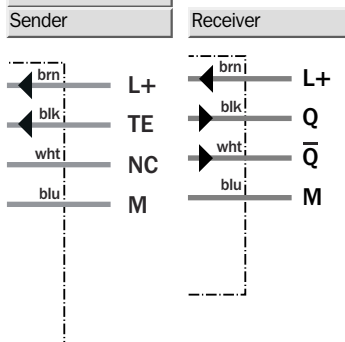 Sender
brn L+
blk TE
wht NC
blu M
Receiver
brn L+
blk Q
wht Q̅
blu M